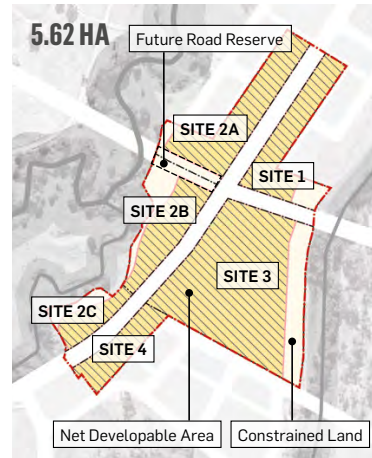 5.62 HA
Future Road Reserve
SITE 2A
SITE 1
SITE 2B
SITE 3
SITE 2C
SITE 4
Net Developable Area
Constrained Land